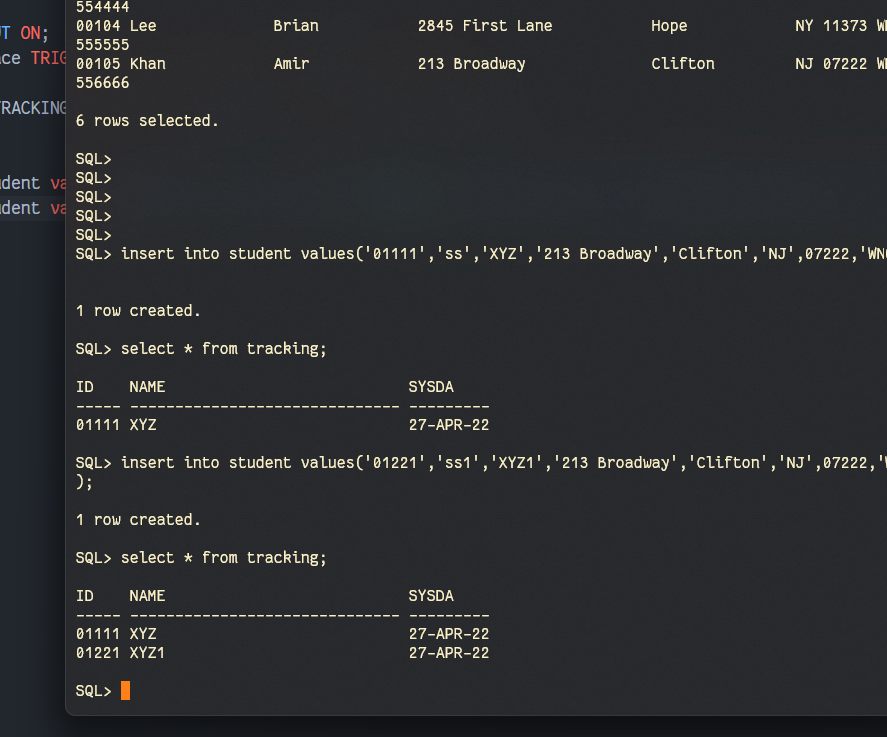 554444
00104 Lee Brian 2845 First Lane Hope NY 11373
555555
00105 Khan Amir 213 Broadway Clifton NJ 07222
556666
6 rows selected.
SQL>
SQL>
SQL>
SQL>
SQL>
SQL> insert into student values('01111','ss','XYZ','213 Broadway','Clifton','NJ',07222,'WN
1 row created.
SQL> select * from tracking;
ID NAME SYSDA
----- ------------------------------ ---------
01111 XYZ 27-APR-22
SQL> insert into student values('01221','ss1','XYZ1','213 Broadway','Clifton','NJ',07222,'
);
1 row created.
SQL> select * from tracking;
ID NAME SYSDA
----- ------------------------------ ---------
01111 XYZ 27-APR-22
01221 XYZ1 27-APR-22
SQL>
UT ON;
ace TRIG
TRACKING
udent va
udent va